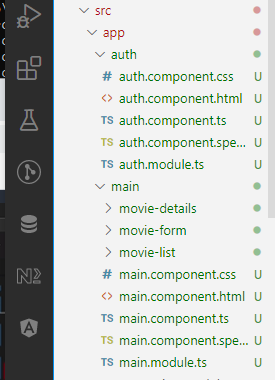 src
app
auth
# auth.component.css U
<> auth.component.html U
TS auth.component.ts U
TS auth.component.spe... U
TS auth.module.ts U
main
movie-details
movie-form
movie-list
# main.component.css U
<> main.component.html U
TS main.component.ts U
TS main.component.spe... U
TS main.module.ts U